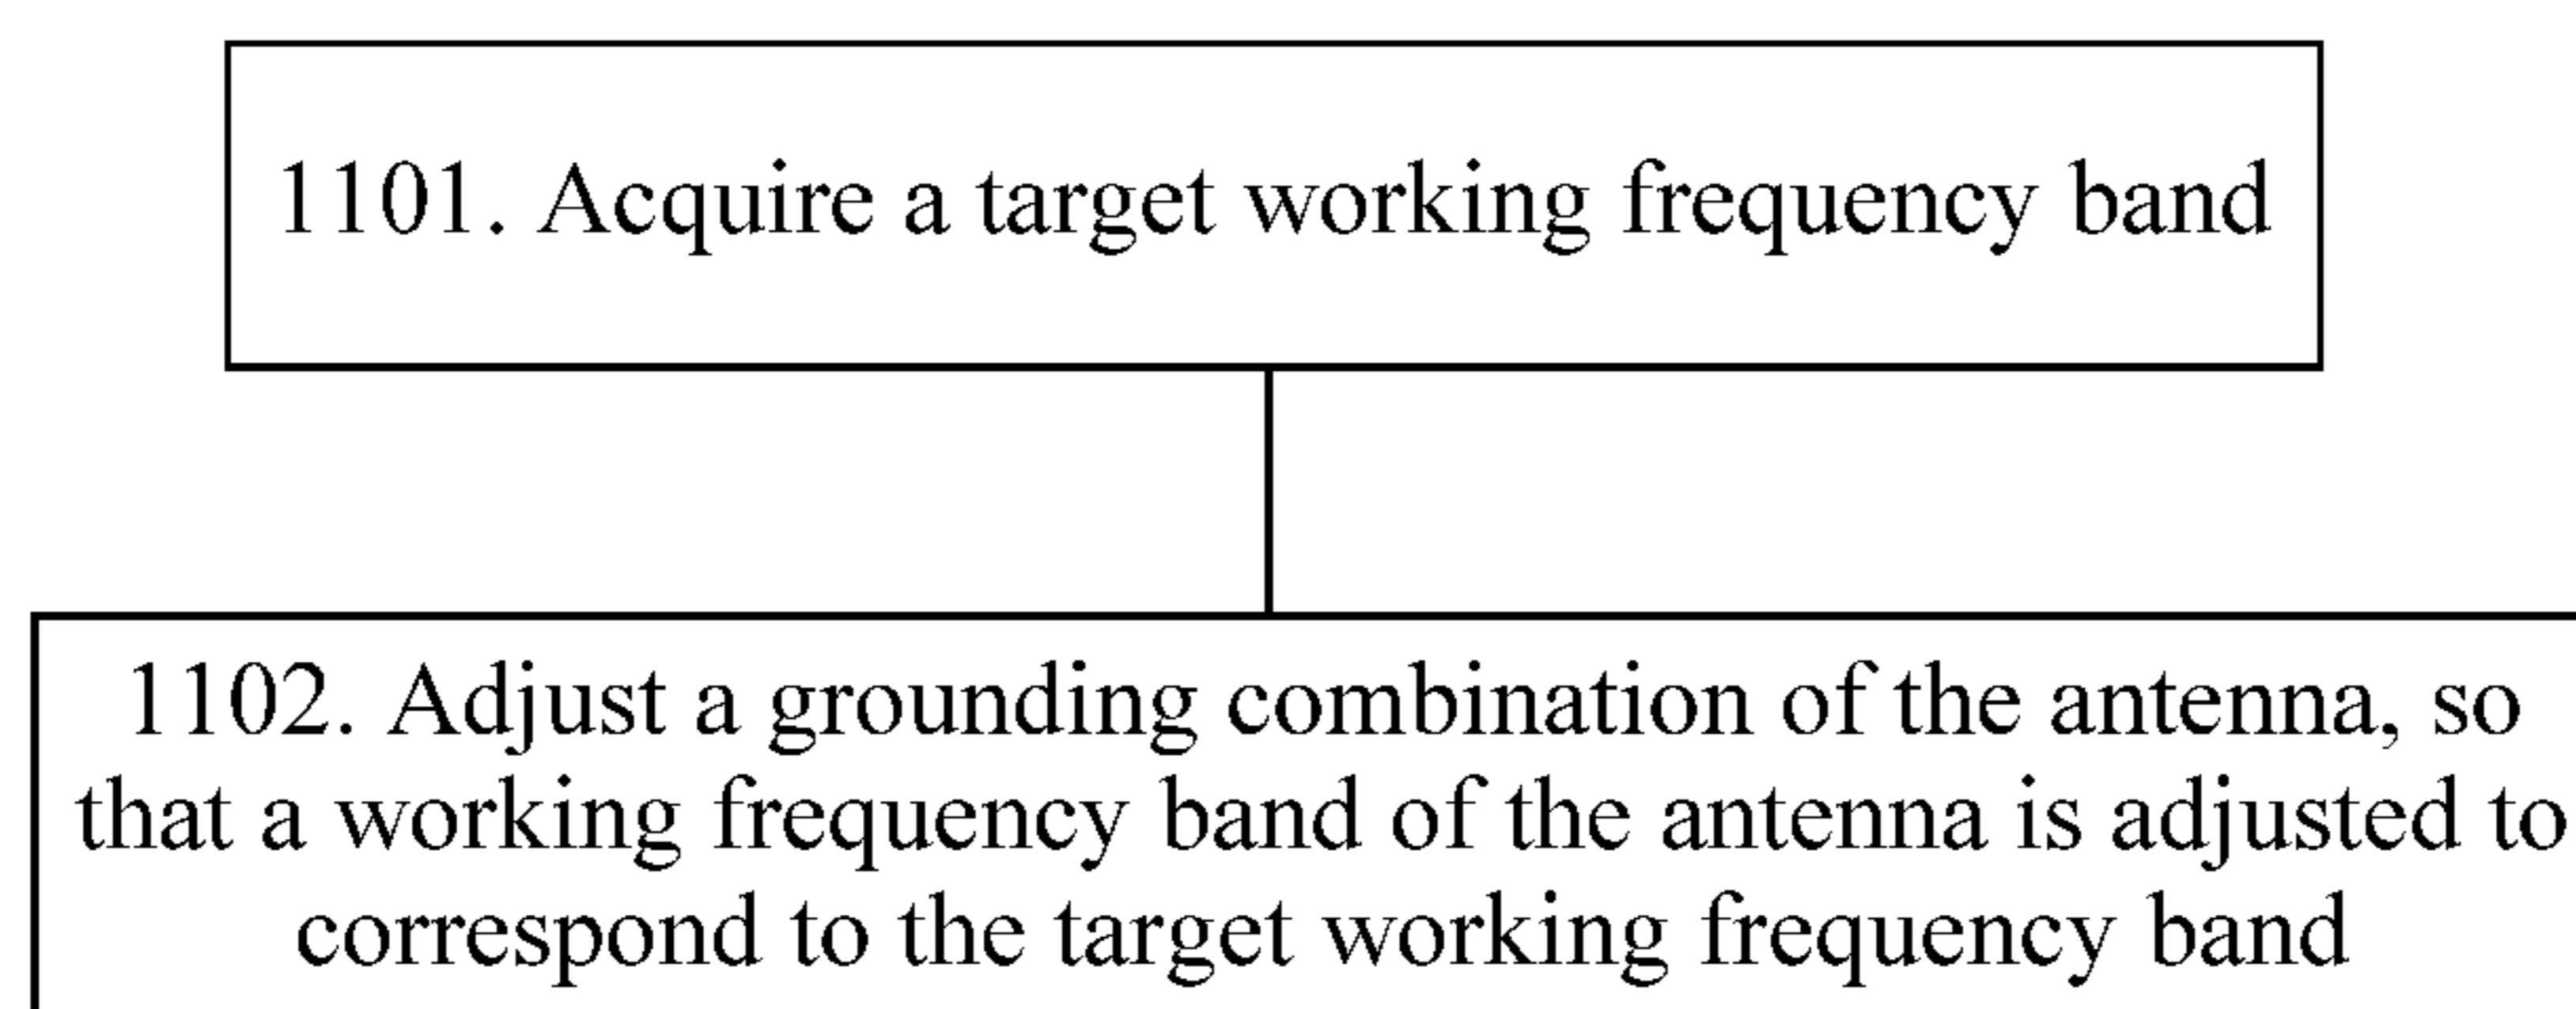 1101. Acquire a target working frequency band
1102. Adjust a grounding combination of the antenna, so
that a working frequency band of the antenna is adjusted to
correspond to the target working frequency band